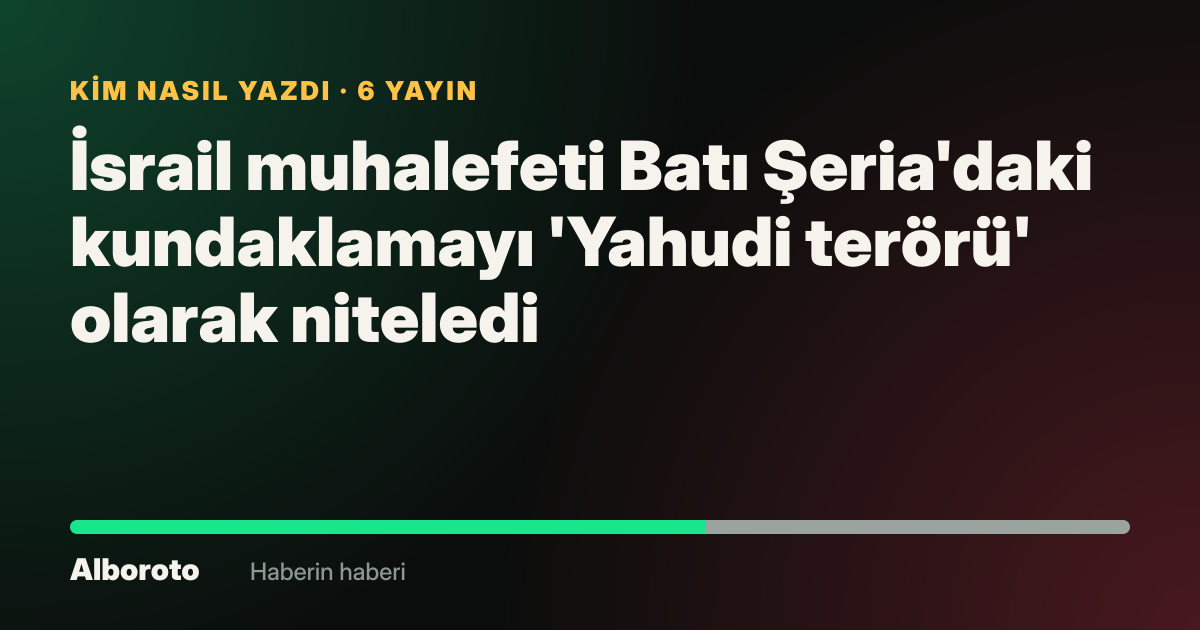 KİM NASIL YAZDI · 6 YAYIN
İsrail muhalefeti Batı Şeria'daki
kundaklamayı 'Yahudi terörü'
olarak niteledi
Alboroto
Haberin haberi